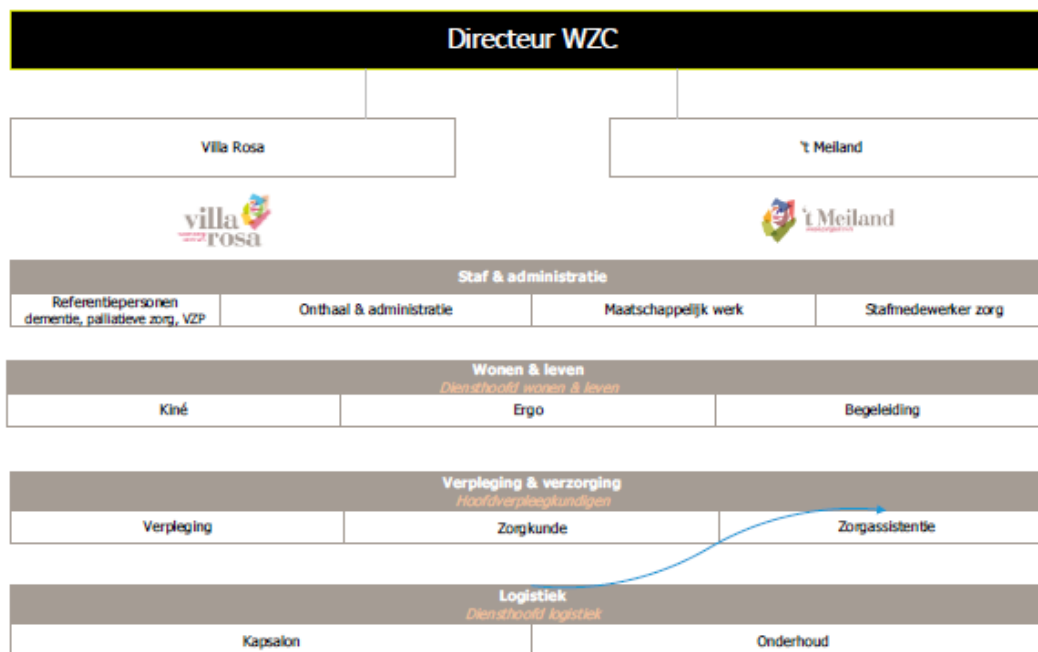 Directeur WZC
Villa Rosa
't Meiland
villa
rosa
't Meiland
Staf & administratie
Referentiepersonen
dementie, palliatieve zorg, VZP
Onthaal & administratie
Maatschappelijk werk
Stafmedewerker zorg
Wonen & leven
Diensthoofd wonen & leven
Kiné
Ergo
Begeleiding
Verpleging & verzorging
Hoofdverpleegkundigen
Verpleging
Zorgkunde
Zorgassistentie
Logistiek
Diensthoofd logistiek
Kapsalon
Onderhoud